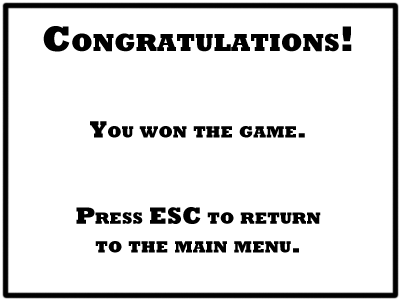 Congratulations!
You won the game.
Press ESC to return
to the main menu.